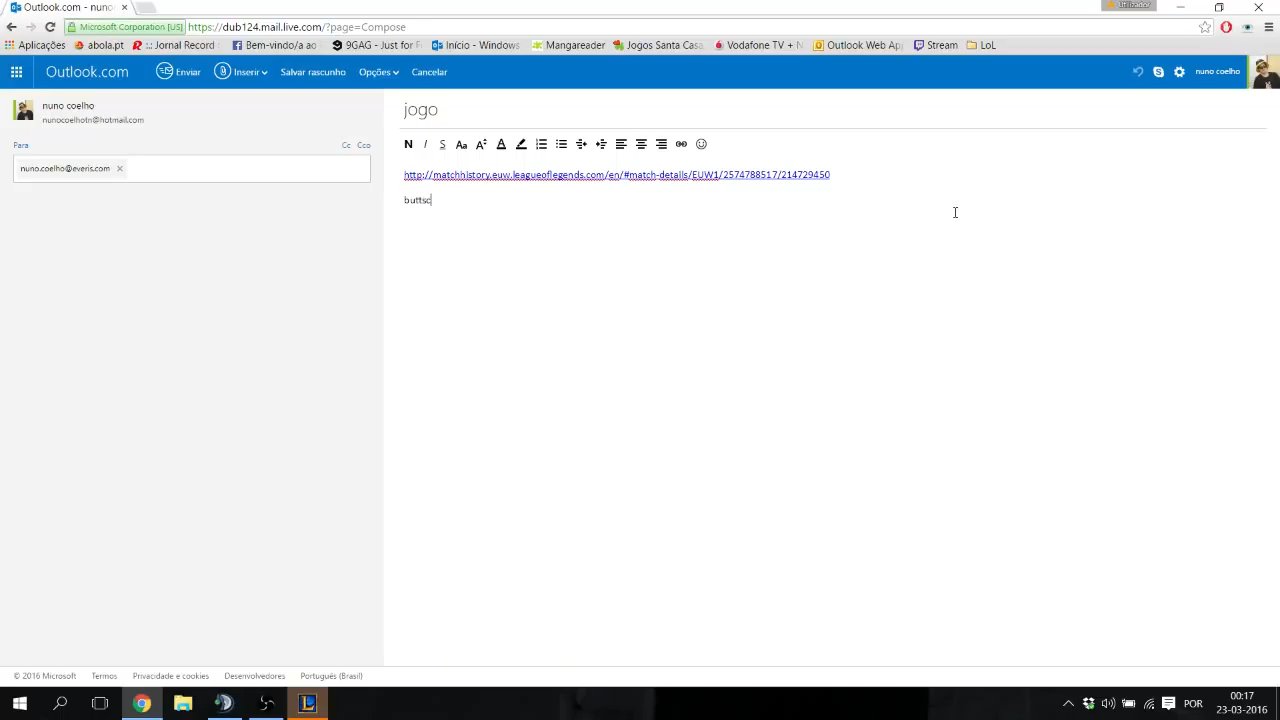 Outlook.com - nuno
Utilizador
Microsoft Corporation [US] https://dub124.mail.live.com/?page=Compose
Aplicações abola.pt :: Jornal Record Bem-vindo/a ao 9GAG - Just for F Início - Windows Mangareader Jogos Santa Casa Vodafone TV + N Outlook Web App Stream LoL
Outlook.com Enviar Inserir Salvar rascunho Opções Cancelar nuno coelho
nuno coelho
nunocoelhotn@hotmail.com
jogo
Para Cc Cco
N I S Aa A A
nuno.coelho@everis.com
http://matchhistory.euw.leagueoflegends.com/en/#match-details/EUW1/2574788517/214729450
buttsc
© 2016 Microsoft Termos Privacidade e cookies Desenvolvedores Português (Brasil)
POR
00:17
23-03-2016